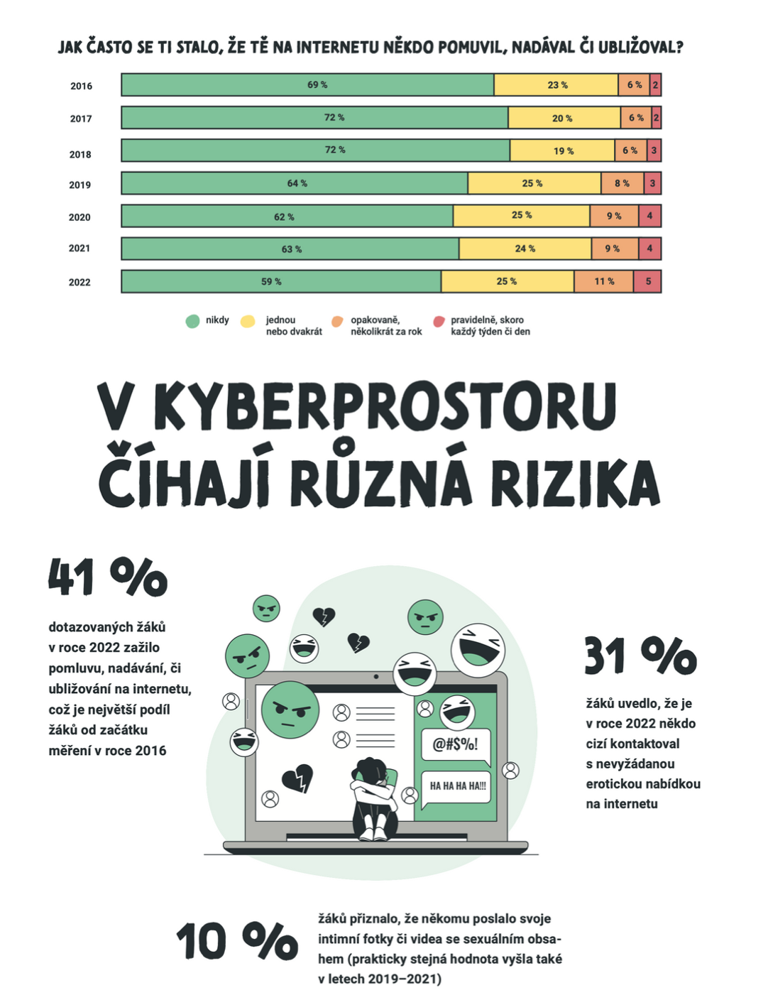 JAK ČASTO SE TI STALO, ŽE TĚ NA INTERNETU NĚKDO POMUVIL, NADÁVAL ČI UBLIŽOVAL?
2016 69 % 23 % 6 % 2
2017 72 % 20 % 6 % 2
2018 72 % 19 % 6 % 3
2019 64 % 25 % 8 % 3
2020 62 % 25 % 9 % 4
2021 63 % 24 % 9 % 4
2022 59 % 25 % 11 % 5
nikdy
jednou
nebo dvakrát
opakovaně,
několikrát za rok
pravidelně, skoro
každý týden či den
V KYBERPROSTORU
ČÍHAJÍ RŮZNÁ RIZIKA
41 %
dotazovaných žáků
v roce 2022 zažilo
pomluvu, nadávání, či
ubližování na internetu,
což je největší podíl
žáků od začátku
měření v roce 2016
@#$%!
HA HA HA HA!!!
31 %
žáků uvedlo, že je
v roce 2022 někdo
cizí kontaktoval
s nevyžádanou
erotickou nabídkou
na internetu
10 %
žáků přiznalo, že někomu poslalo svoje
intimní fotky či videa se sexuálním obsa-
hem (prakticky stejná hodnota vyšla také
v letech 2019–2021)